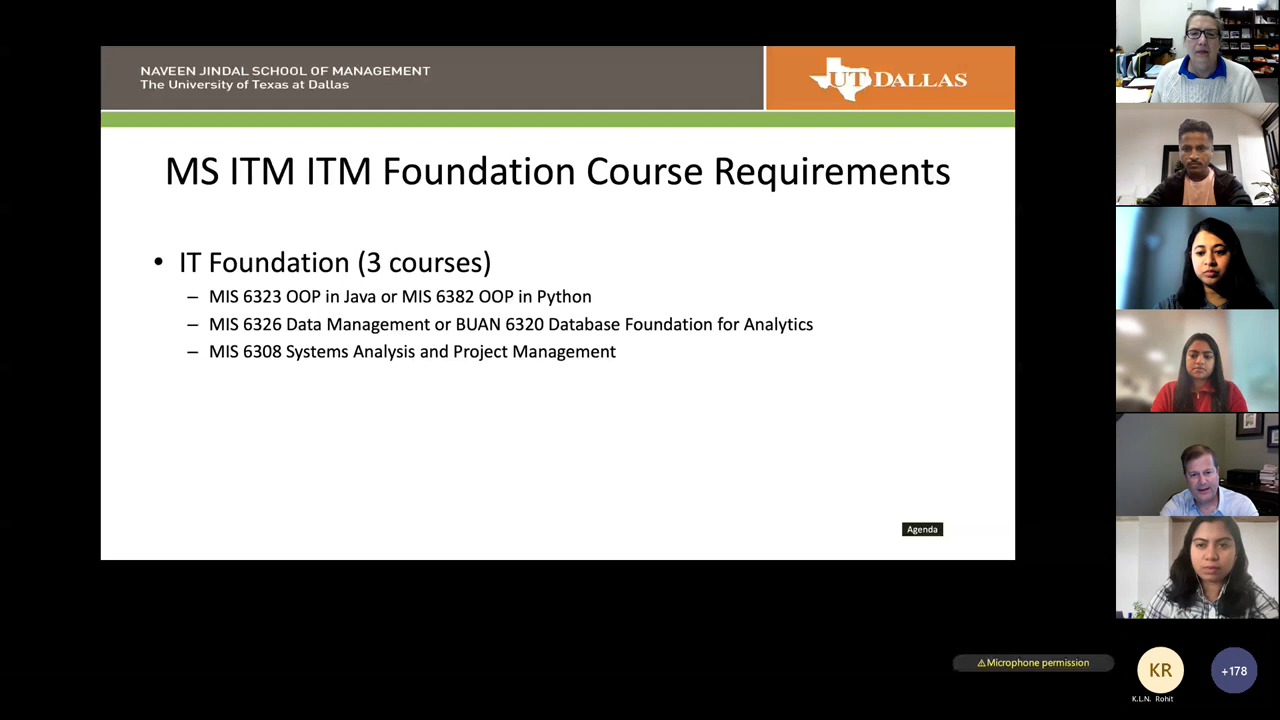 NAVEEN JINDAL SCHOOL OF MANAGEMENT
The University of Texas at Dallas
UT DALLAS
MS ITM ITM Foundation Course Requirements
• IT Foundation (3 courses)
– MIS 6323 OOP in Java or MIS 6382 OOP in Python
– MIS 6326 Data Management or BUAN 6320 Database Foundation for Analytics
– MIS 6308 Systems Analysis and Project Management
Agenda
⚠Microphone permission
KR
+178
K.L.N. Rohit